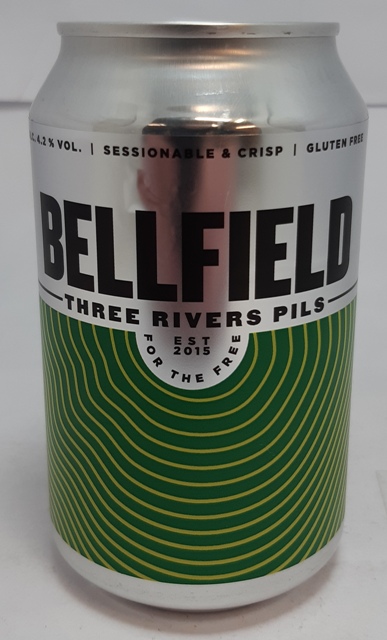 4.2 % VOL. | SESSIONABLE & CRISP | GLUTEN FREE
BELLFIELD
THREE RIVERS PILS
EST
2015
FOR THE FREE